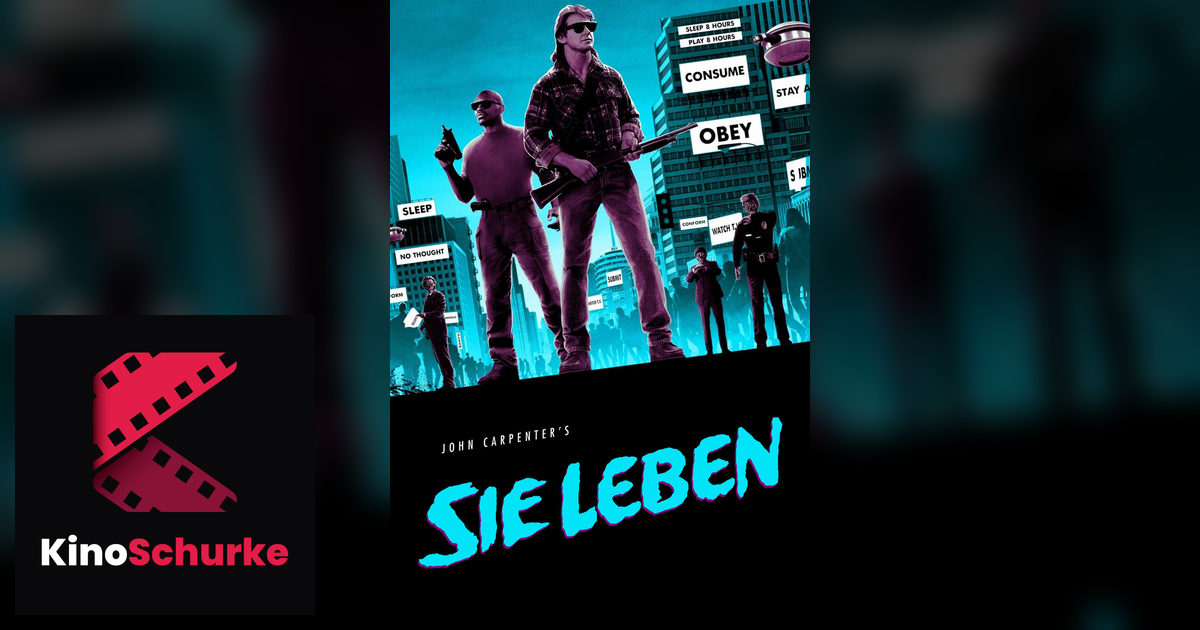 SLEEP 8 HOURS
PLAY 8 HOURS
CONSUME
STAY A
OBEY
S
SLEEP
NO THOUGHT
CONFORM
WATCH T.V.
ORM
SUBMIT
WATCH T.V.
JOHN CARPENTER'S
SIE LEBEN
KinoSchurke